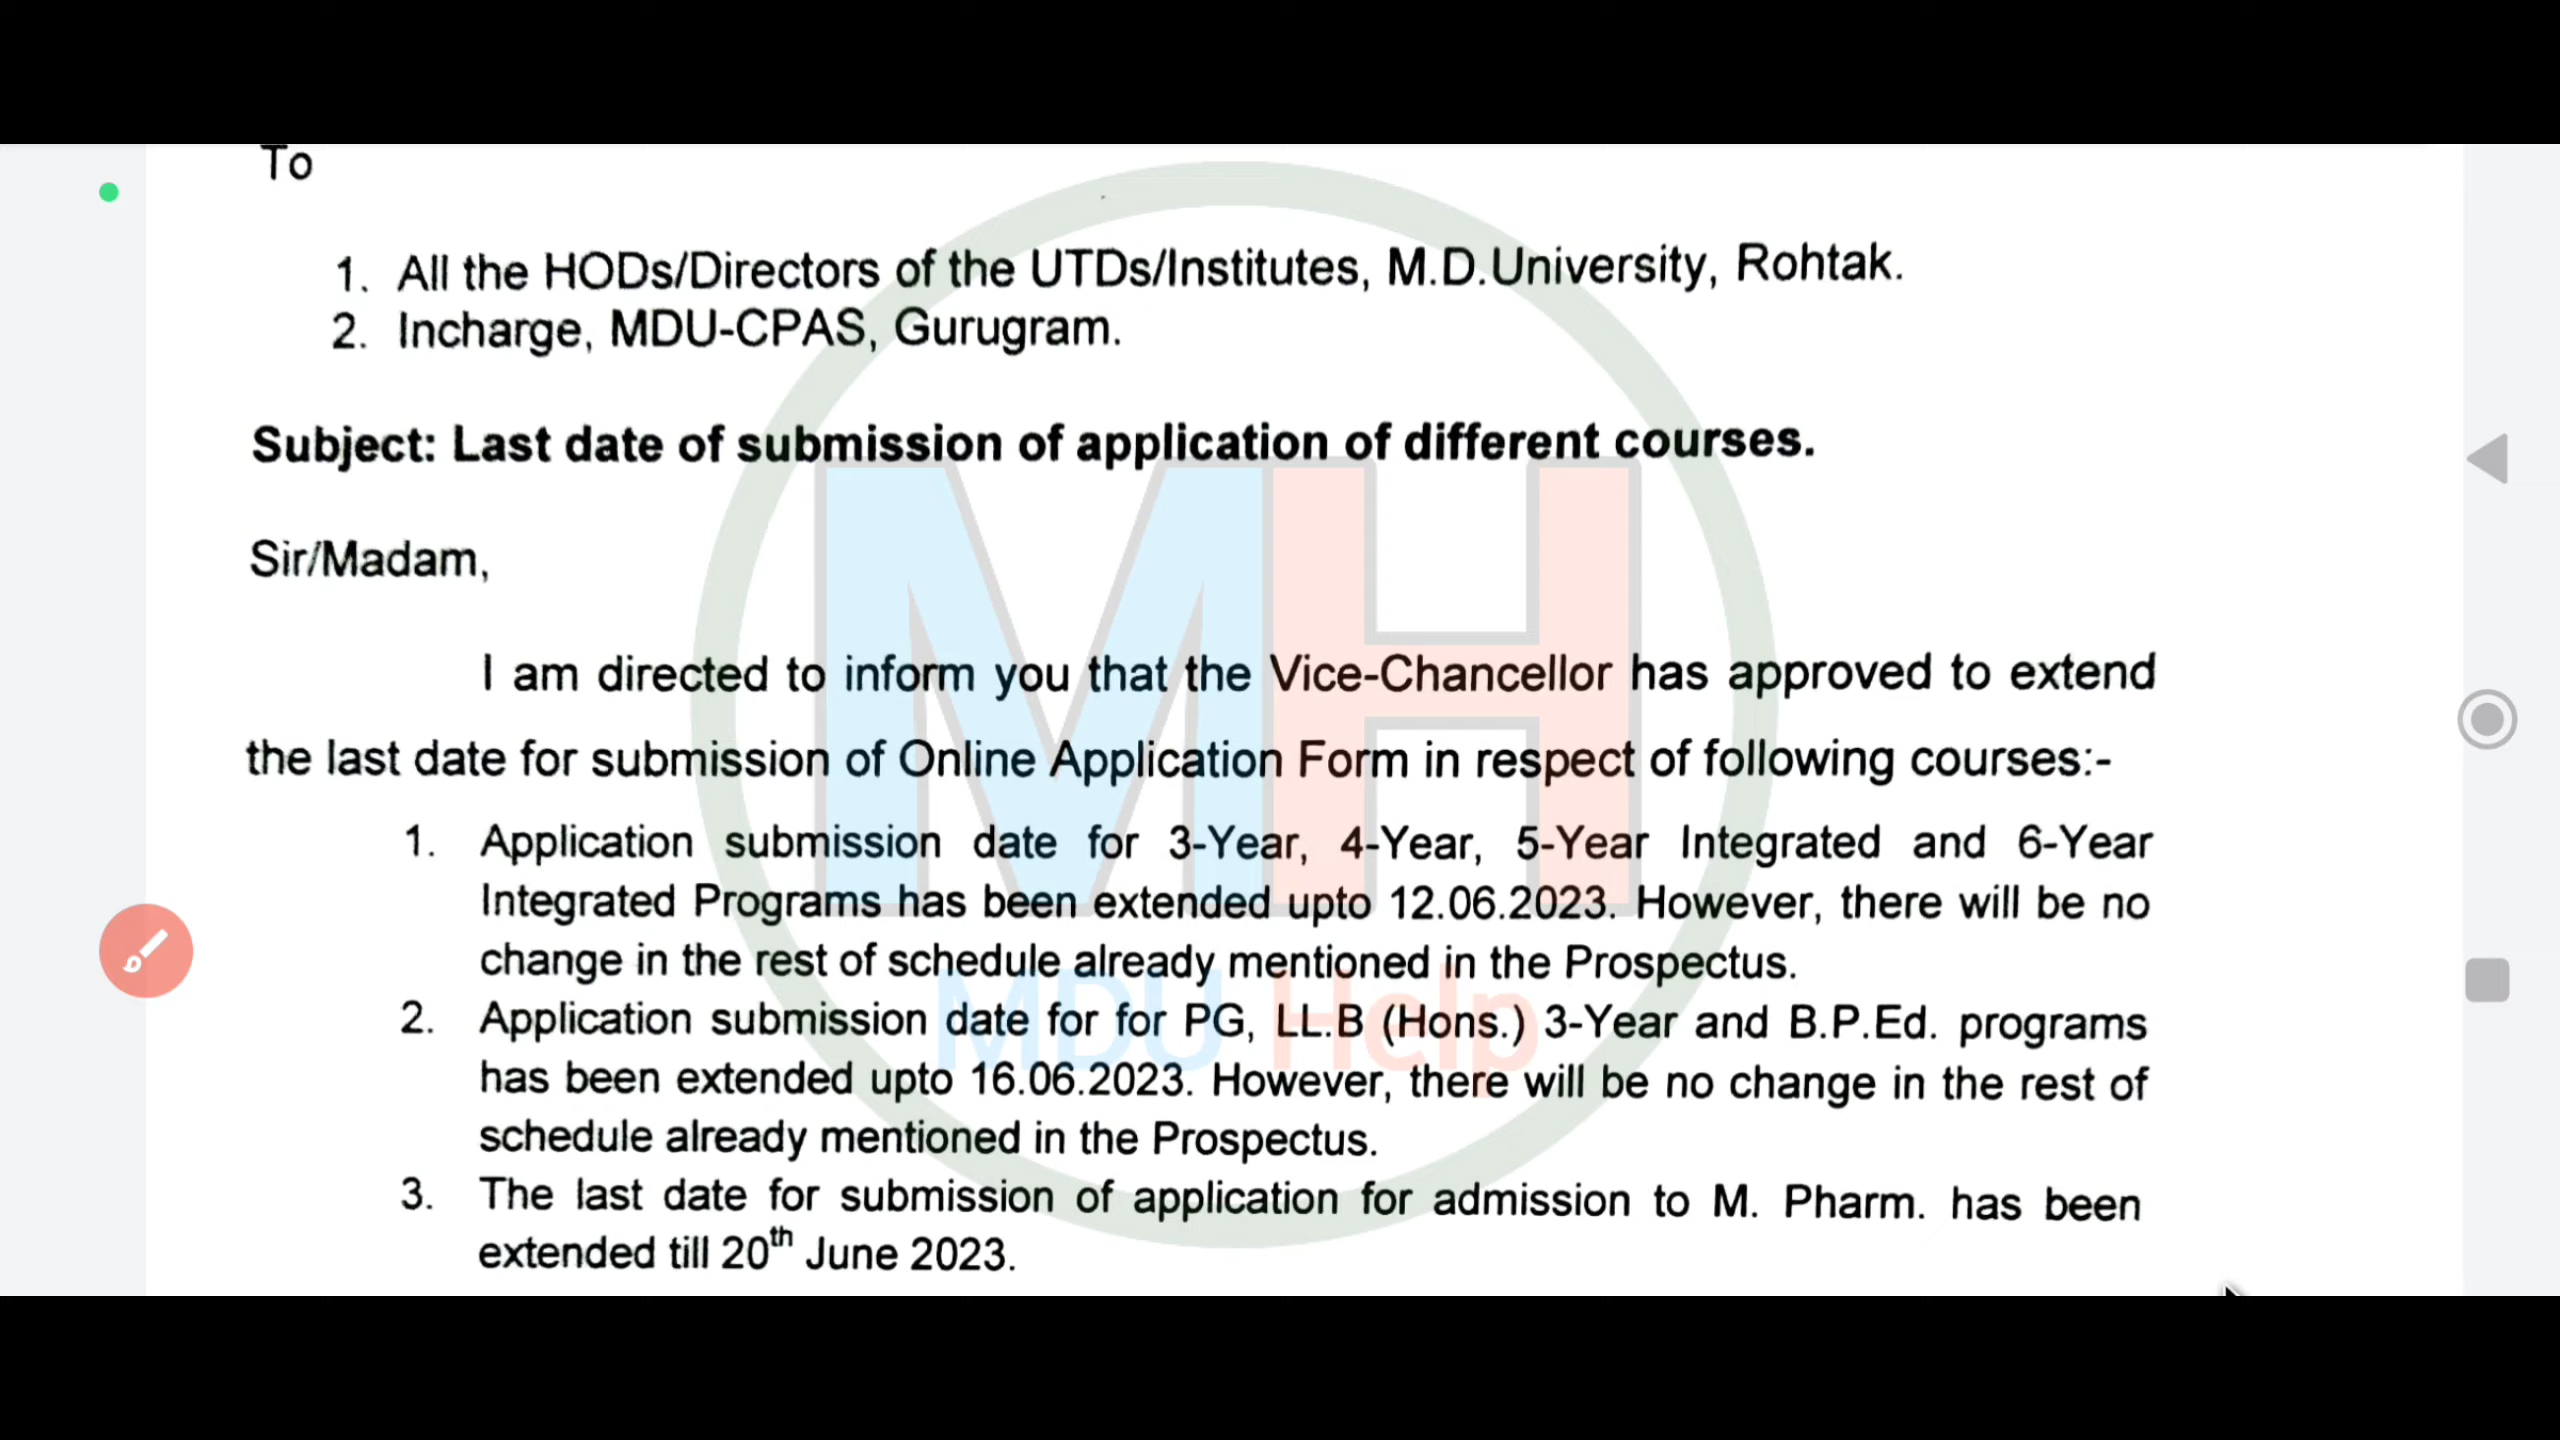 To
1. All the HODs/Directors of the UTDs/Institutes, M.D.University, Rohtak.
2. Incharge, MDU-CPAS, Gurugram.
Subject: Last date of submission of application of different courses.
Sir/Madam,
I am directed to inform you that the Vice-Chancellor has approved to extend
the last date for submission of Online Application Form in respect of following courses:-
1. Application submission date for 3-Year, 4-Year, 5-Year Integrated and 6-Year
Integrated Programs has been extended upto 12.06.2023. However, there will be no
change in the rest of schedule already mentioned in the Prospectus.
2. Application submission date for for PG, LL.B (Hons.) 3-Year and B.P.Ed. programs
has been extended upto 16.06.2023. However, there will be no change in the rest of
schedule already mentioned in the Prospectus.
3. The last date for submission of application for admission to M. Pharm. has been
extended till 20th June 2023.
MH
MDU Help